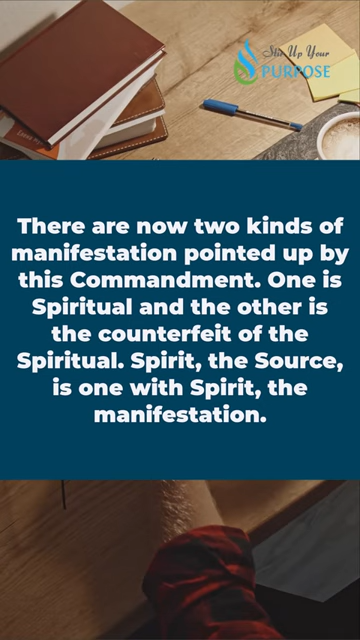 Stir Up Your
PURPOSE
There are now two kinds of
manifestation pointed up by
this Commandment. One is
Spiritual and the other is
the counterfeit of the
Spiritual. Spirit, the Source,
is one with Spirit, the
manifestation.